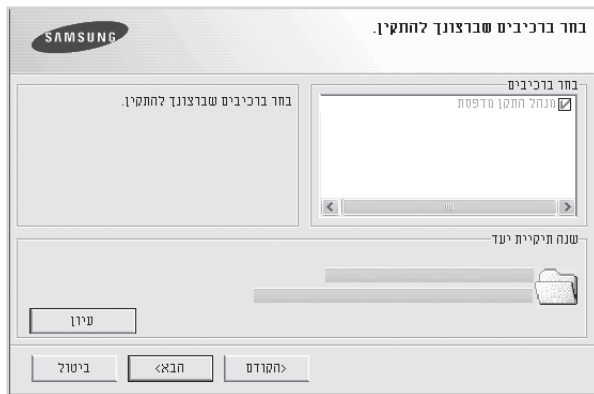 SAMSUNG
בחר ברכיבים שברצונך להתקין.
בחר ברכיבים
מנהל התקן מדפסת
בחר ברכיבים שברצונך להתקין.
שנה תיקיית יעד
עיון
<הקודם
הבא>
ביטול